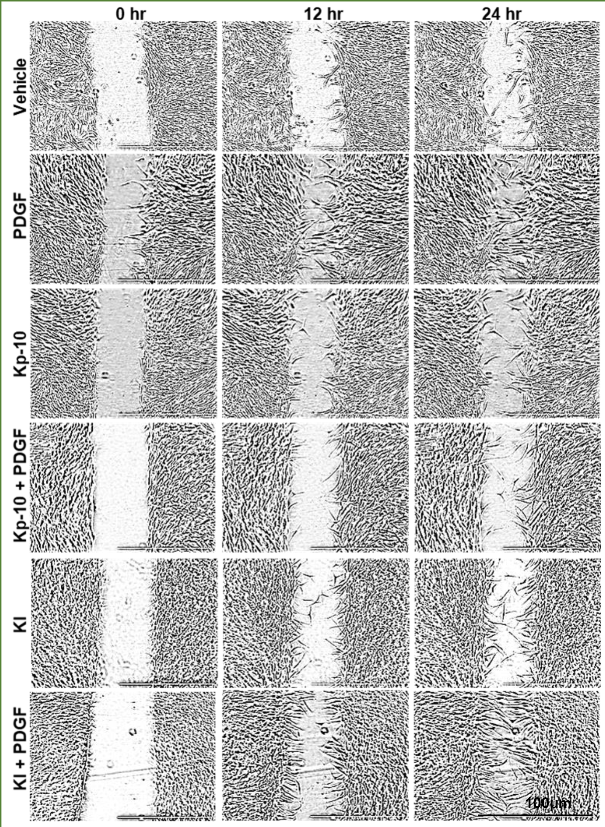 0 hr 12 hr 24 hr
Vehicle
PDGF
Kp-10
Kp-10 + PDGF
KI
KI + PDGF
100μm